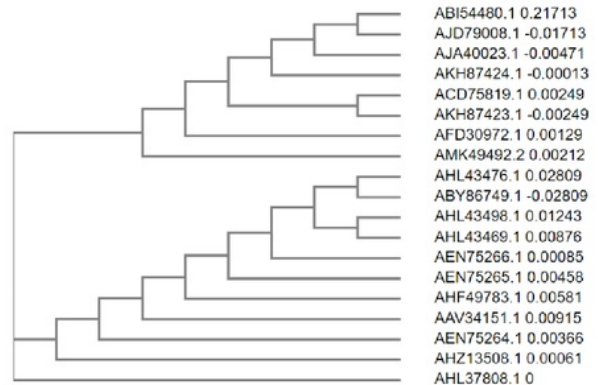 ABI54480.1 0.21713
AJD79008.1 -0.01713
AJA40023.1 -0.00471
AKH87424.1 -0.00013
ACD75819.1 0.00249
AKH87423.1 -0.00249
AFD30972.1 0.00129
AMK49492.2 0.00212
AHL43476.1 0.02809
ABY86749.1 -0.02809
AHL43498.1 0.01243
AHL43469.1 0.00876
AEN75266.1 0.00085
AEN75265.1 0.00458
AHF49783.1 0.00581
AAV34151.1 0.00915
AEN75264.1 0.00366
AHZ13508.1 0.00061
AHL37808.1 0